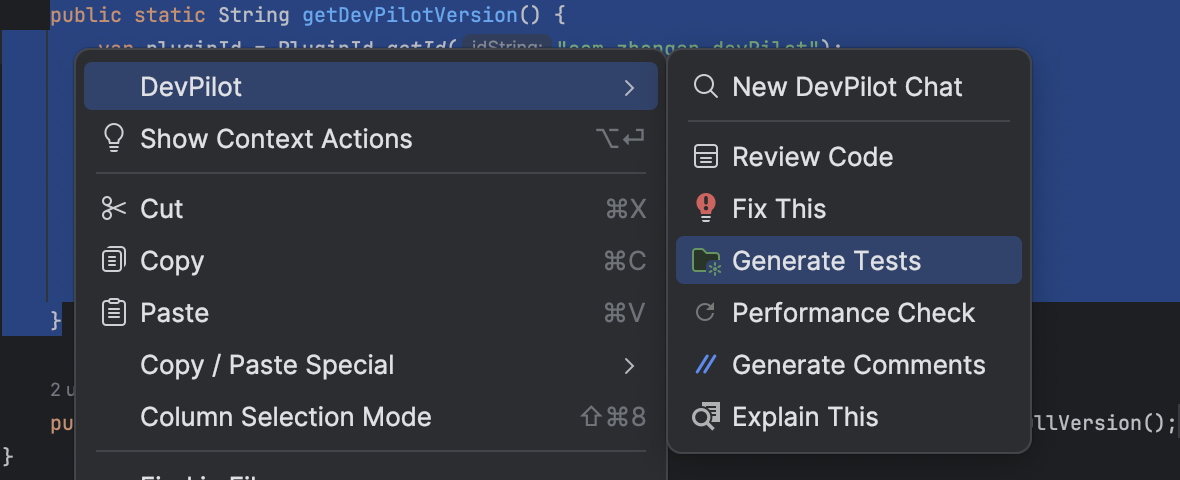 public static String getDevPilotVersion() {
var pluginId = PluginId.getId( idString: "com.zhongan.devPilot");
DevPilot
Show Context Actions ⌥⏎
Cut ⌘X
Copy ⌘C
Paste ⌘V
Copy / Paste Special
Column Selection Mode ⇧⌘8
New DevPilot Chat
Review Code
Fix This
Generate Tests
Performance Check
Generate Comments
Explain This
}
2 u
pu
llVersion();
}